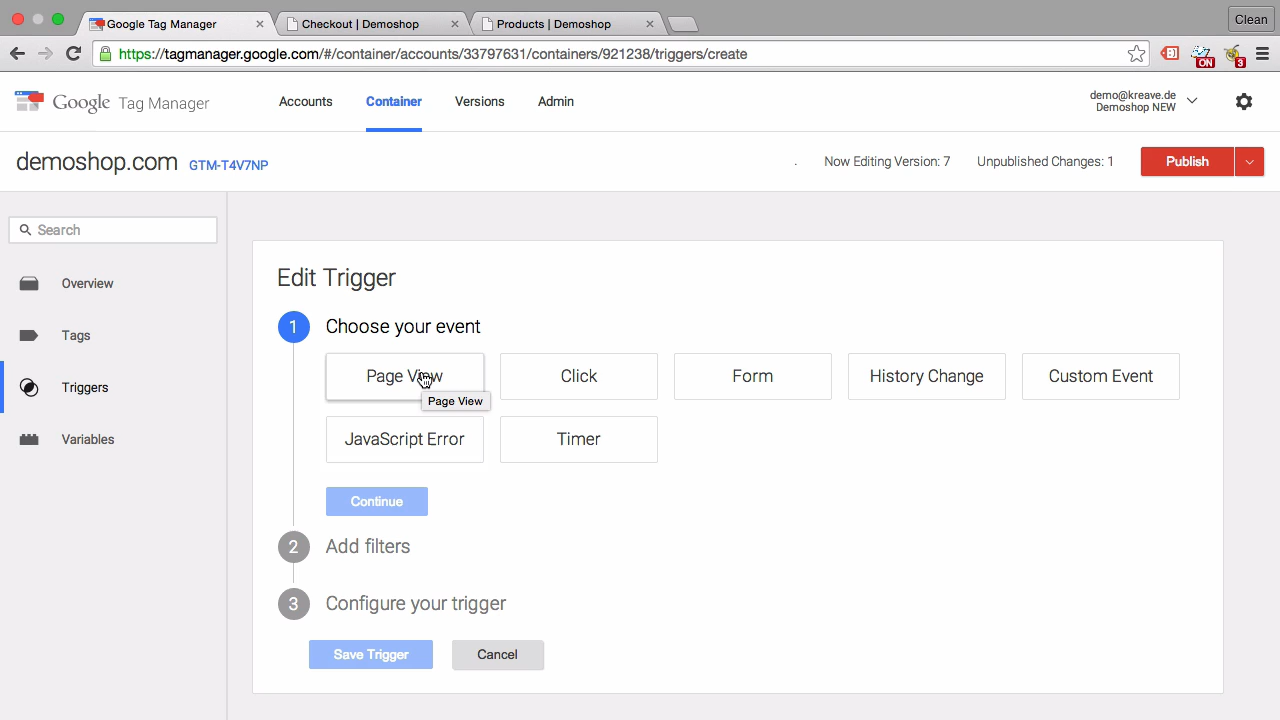 Google Tag Manager
Checkout | Demoshop
Products | Demoshop
Clean
https://tagmanager.google.com/#/container/accounts/33797631/containers/921238/triggers/create
ON
3
Google Tag Manager
Accounts
Container
Versions
Admin
demo@kreave.de
Demoshop NEW
demoshop.com GTM-T4V7NP
. Now Editing Version: 7 Unpublished Changes: 1
Publish
Search
Overview
Tags
Triggers
Variables
Edit Trigger
1 Choose your event
Page View
Click
Form
History Change
Custom Event
Page View
JavaScript Error
Timer
Continue
2 Add filters
3 Configure your trigger
Save Trigger
Cancel